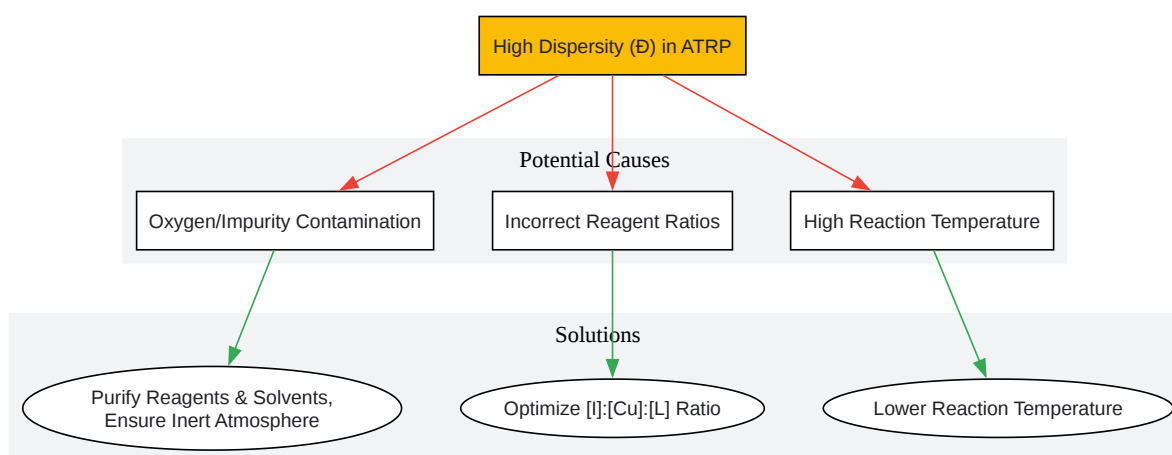 High Dispersity (Đ) in ATRP
Potential Causes
Oxygen/Impurity Contamination
Incorrect Reagent Ratios
High Reaction Temperature
Solutions
Purify Reagents & Solvents,
Ensure Inert Atmosphere
Optimize [I]:[Cu]:[L] Ratio
Lower Reaction Temperature